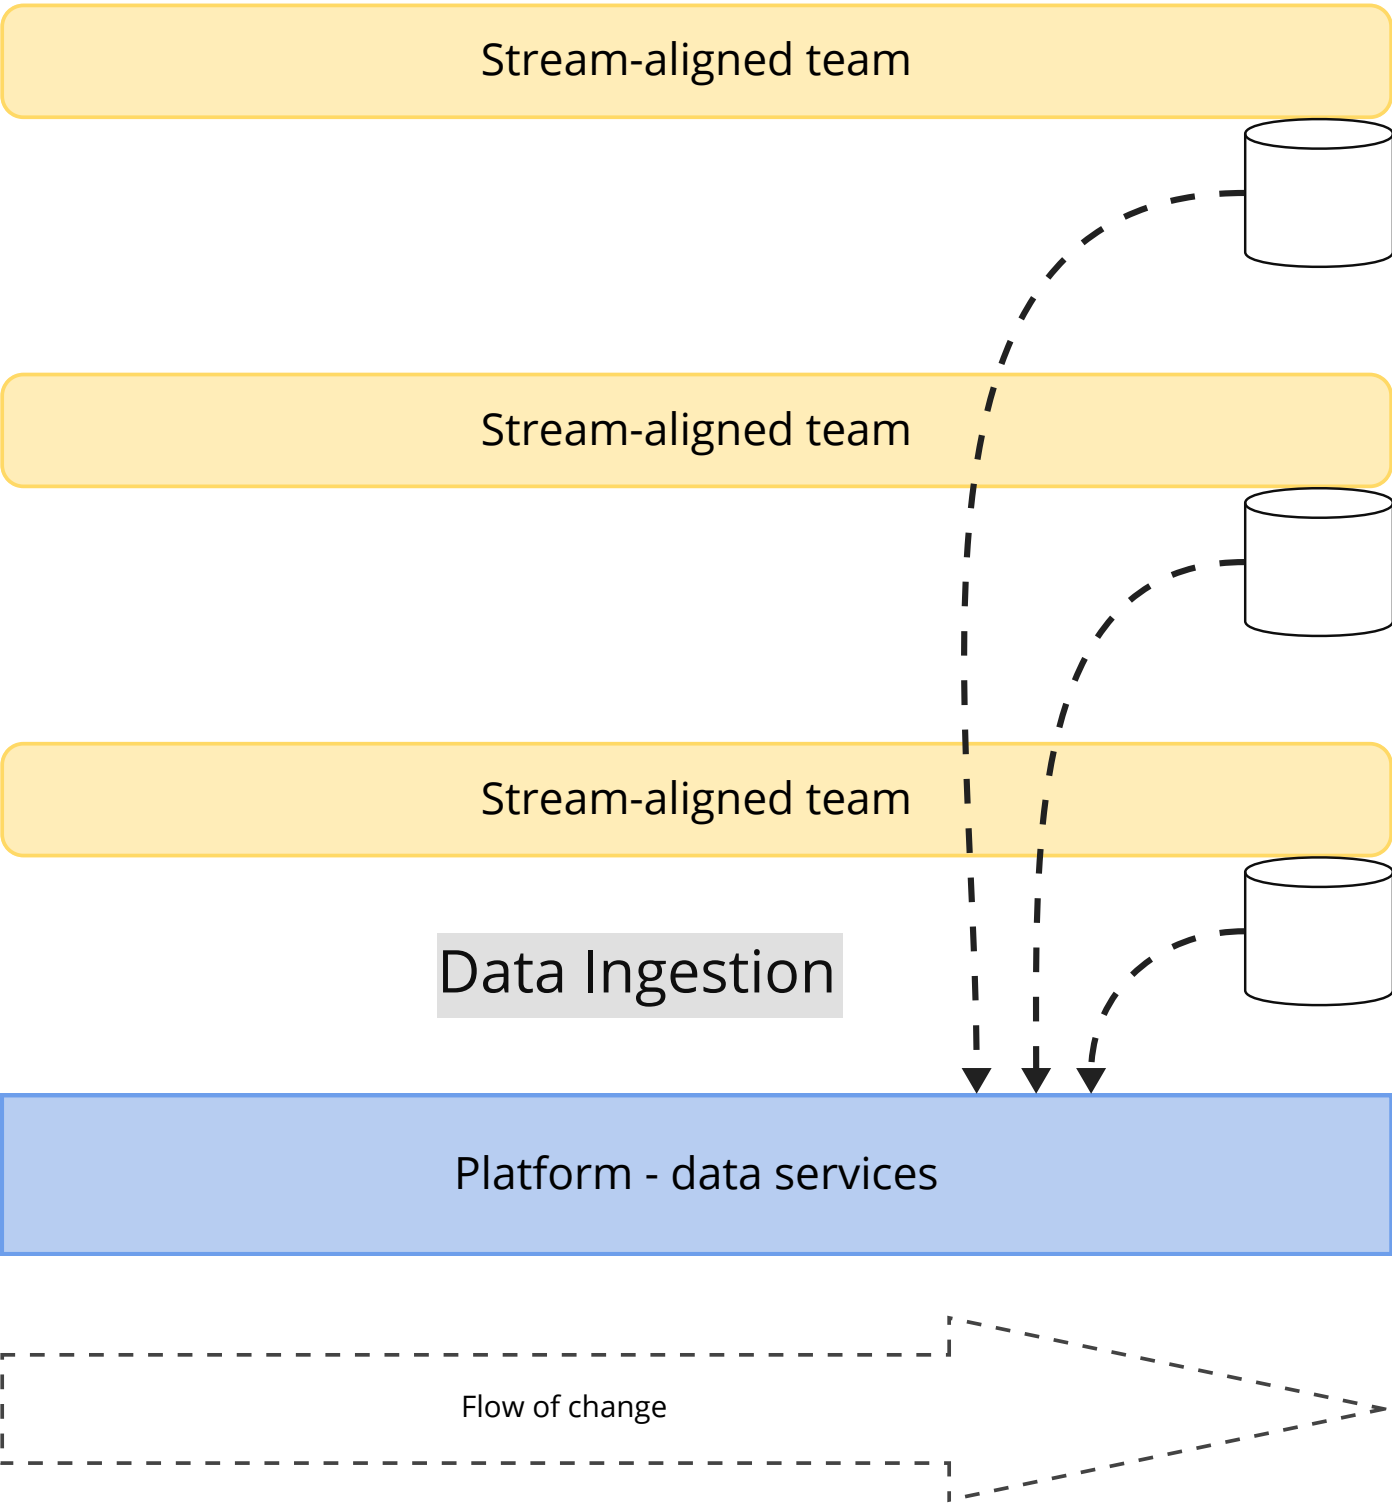 Stream-aligned team
Stream-aligned team
Stream-aligned team
Data Ingestion
Platform - data services
Flow of change